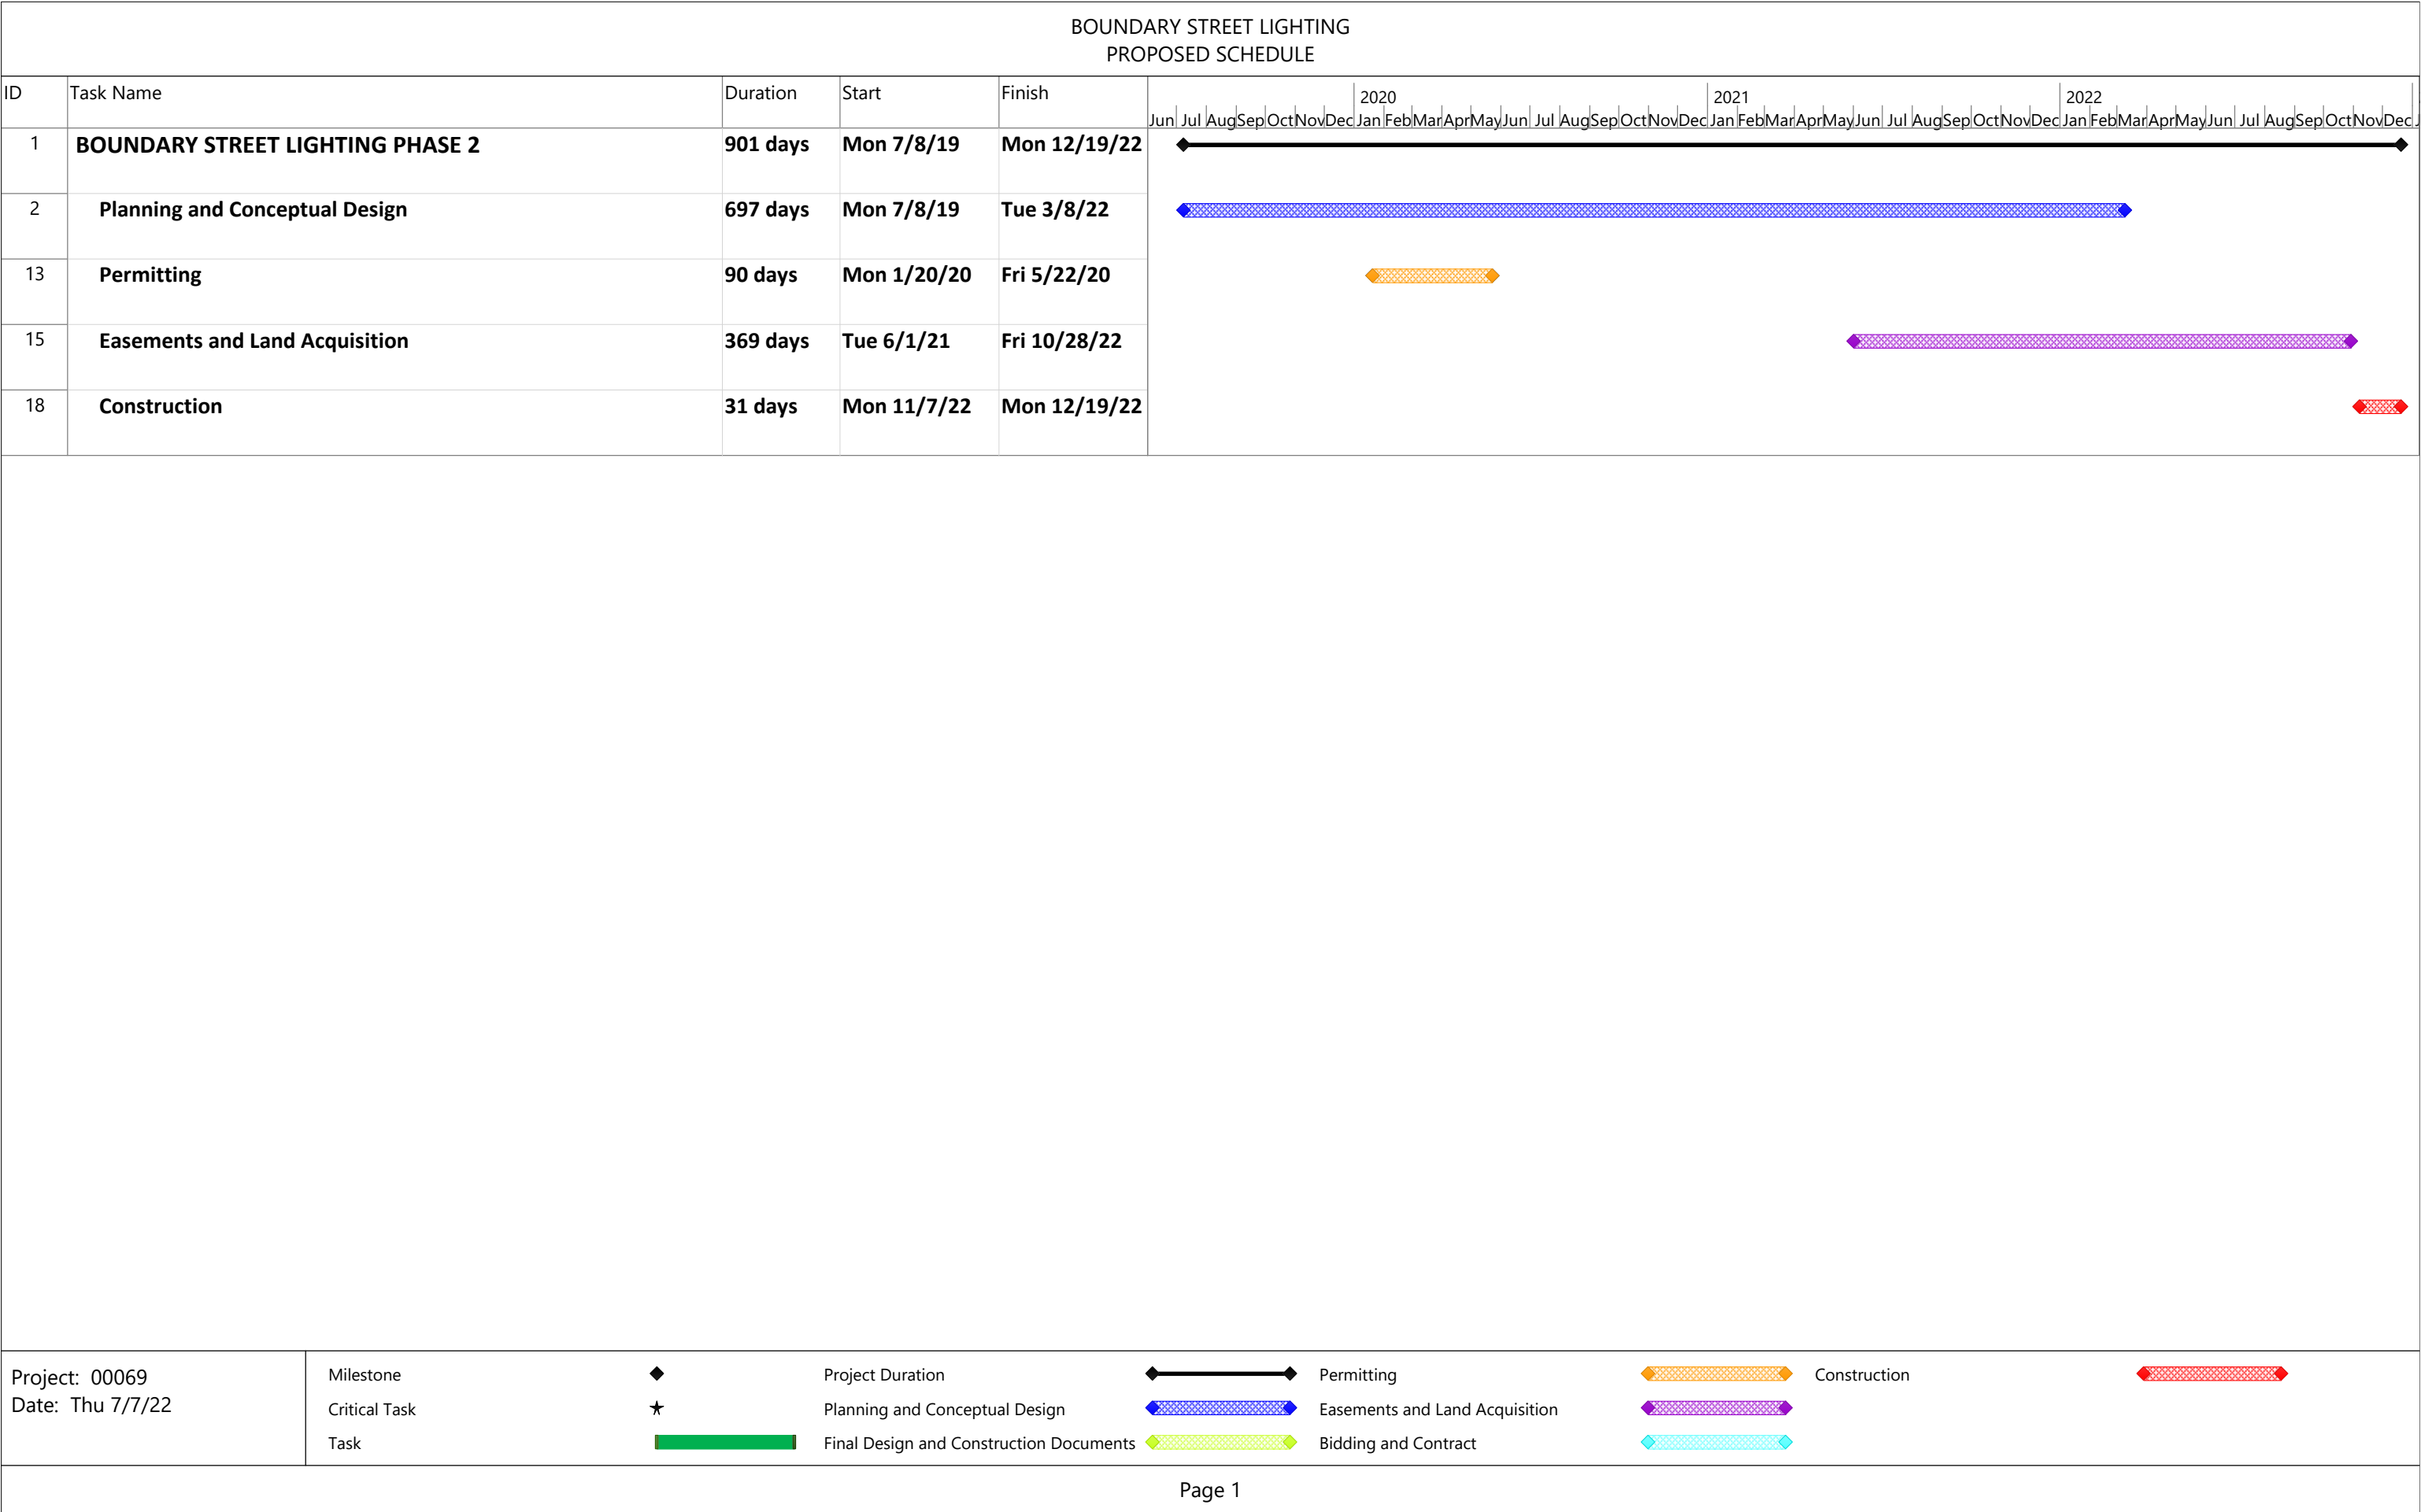 BOUNDARY STREET LIGHTING
PROPOSED SCHEDULE
ID Task Name Duration Start Finish
2020 2021 2022
Jun Jul Aug Sep Oct Nov Dec Jan Feb Mar Apr May Jun Jul Aug Sep Oct Nov Dec Jan Feb Mar Apr May Jun Jul Aug Sep Oct Nov Dec Jan Feb Mar Apr May Jun Jul Aug Sep Oct Nov Dec J
1 BOUNDARY STREET LIGHTING PHASE 2 901 days Mon 7/8/19 Mon 12/19/22
2 Planning and Conceptual Design 697 days Mon 7/8/19 Tue 3/8/22
13 Permitting 90 days Mon 1/20/20 Fri 5/22/20
15 Easements and Land Acquisition 369 days Tue 6/1/21 Fri 10/28/22
18 Construction 31 days Mon 11/7/22 Mon 12/19/22
Project: 00069
Date: Thu 7/7/22
Milestone
Critical Task
Task
Project Duration
Planning and Conceptual Design
Final Design and Construction Documents
Permitting
Easements and Land Acquisition
Bidding and Contract
Construction
Page 1